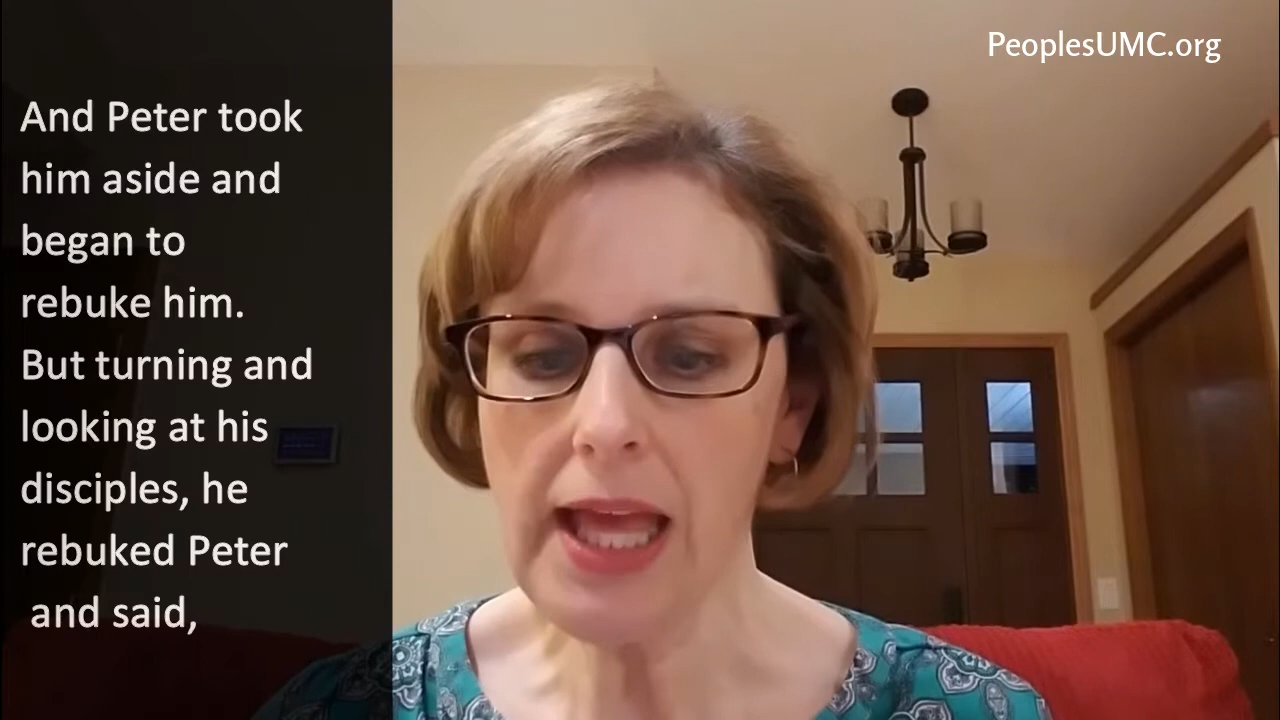 PeoplesUMC.org
And Peter took
him aside and
began to
rebuke him.
But turning and
looking at his
disciples, he
rebuked Peter
and said,